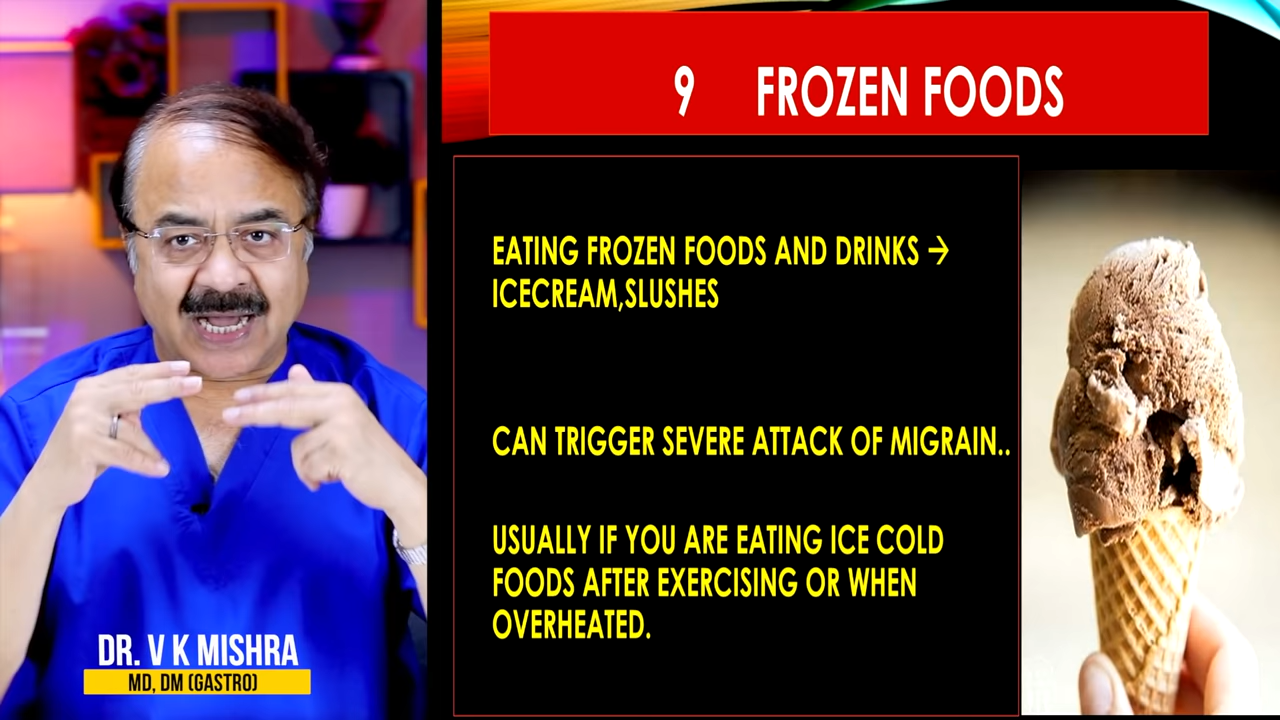 9 FROZEN FOODS
EATING FROZEN FOODS AND DRINKS →
ICECREAM,SLUSHES
CAN TRIGGER SEVERE ATTACK OF MIGRAIN..
USUALLY IF YOU ARE EATING ICE COLD
FOODS AFTER EXERCISING OR WHEN
OVERHEATED.
DR. V K MISHRA
MD, DM (GASTRO)